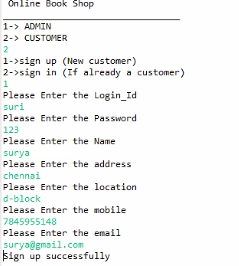 Online Book Shop
1-> ADMIN
2-> CUSTOMER
2
1->sign up (New customer)
2->sign in (If already a customer)
1
Please Enter the Login_Id
suri
Please Enter the Password
123
Please Enter the Name
surya
Please Enter the address
chennai
Please Enter the location
d-block
Please Enter the mobile
7845955148
Please Enter the email
surya@gmail.com
Sign up successfully